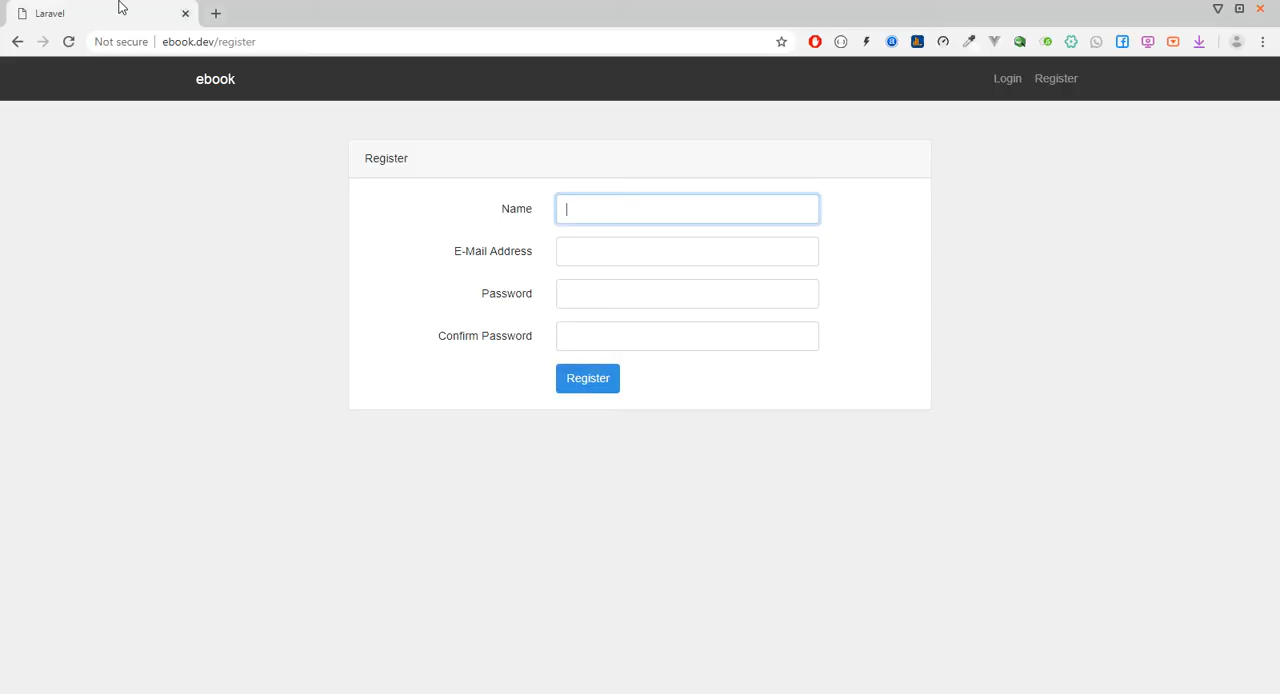 Laravel
Not secure ebook.dev/register
ebook Login Register
Register
Name
E-Mail Address
Password
Confirm Password
Register